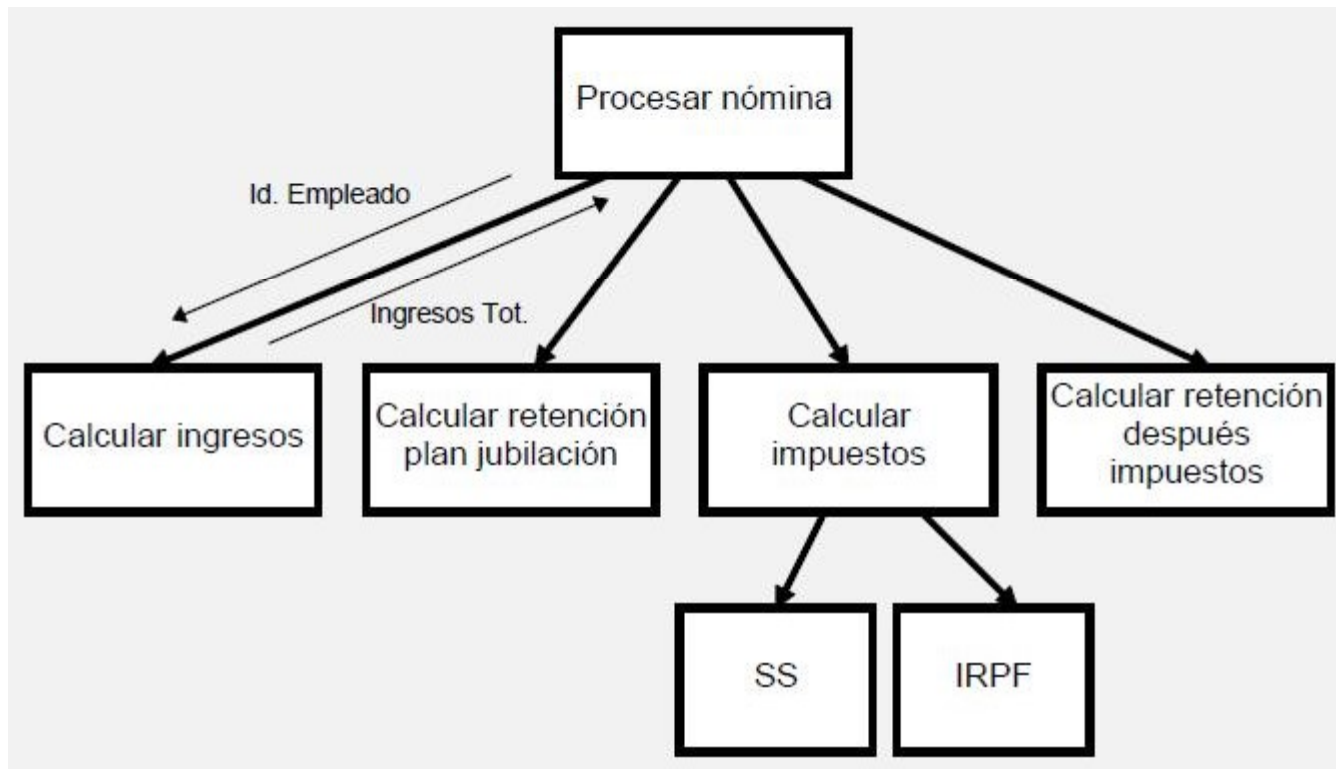 Procesar nómina
Id. Empleado
Ingresos Tot.
Calcular ingresos
Calcular retención
plan jubilación
Calcular
impuestos
Calcular retención
después
impuestos
SS
IRPF